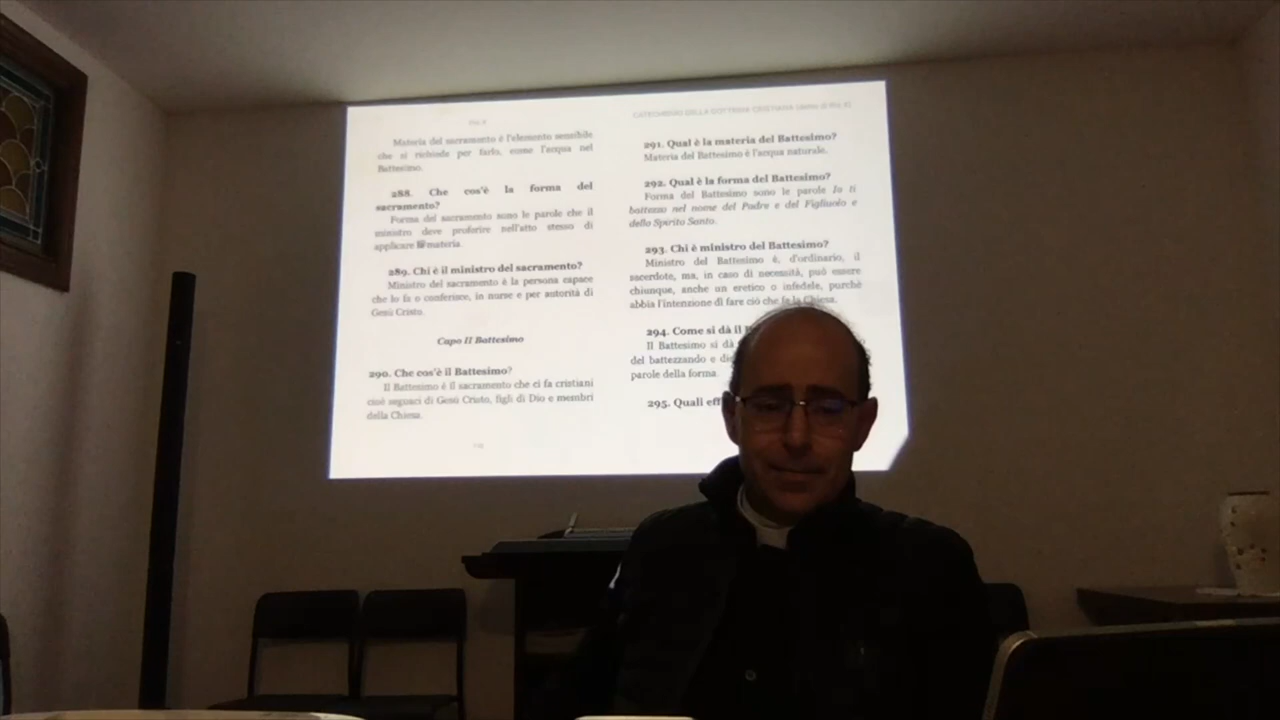 Pio X
Materia del sacramento è l'elemento sensibile
che si richiede per farlo, come l'acqua nel
Battesimo.
288. Che cos'è la forma del
sacramento?
Forma del sacramento sono le parole che il
ministro deve proferire nell'atto stesso di
applicare materia.
289. Chi è il ministro del sacramento?
Ministro del sacramento è la persona capace
che lo fa o conferisce, in nome e per autorità di
Gesù Cristo.
Capo II Battesimo
290. Che cos'è il Battesimo?
Il Battesimo è il sacramento che ci fa cristiani
cioè seguaci di Gesù Cristo, figli di Dio e membri
della Chiesa.
CATECHISMO DELLA DOTTRINA CRISTIANA
291. Qual è la materia del Battesimo?
Materia del Battesimo è l'acqua naturale.
292. Qual è la forma del Battesimo?
Forma del Battesimo sono le parole Io ti
battezzo nel nome del Padre e del Figliuolo e
dello Spirito Santo.
293. Chi è ministro del Battesimo?
Ministro del Battesimo è, d'ordinario, il
sacerdote, ma, in caso di necessità, può essere
chiunque, anche un eretico o infedele, purchè
abbia l'intenzione di fare ciò che fa la Chiesa.
294. Come si dà il
Il Battesimo si dà
del battezzando e
parole della forma.
295. Quali